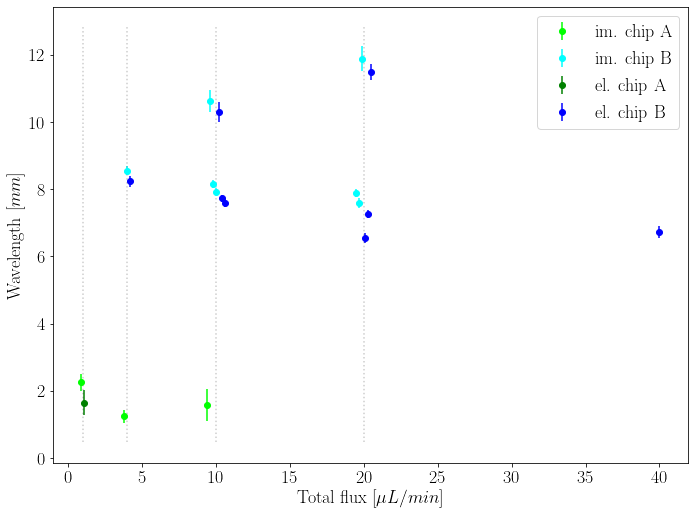 im. chip A
im. chip B
el. chip A
el. chip B
Wavelength [mm]
12
10
8
6
4
2
0
0 5 10 15 20 25 30 35 40
Total flux [μL/min]